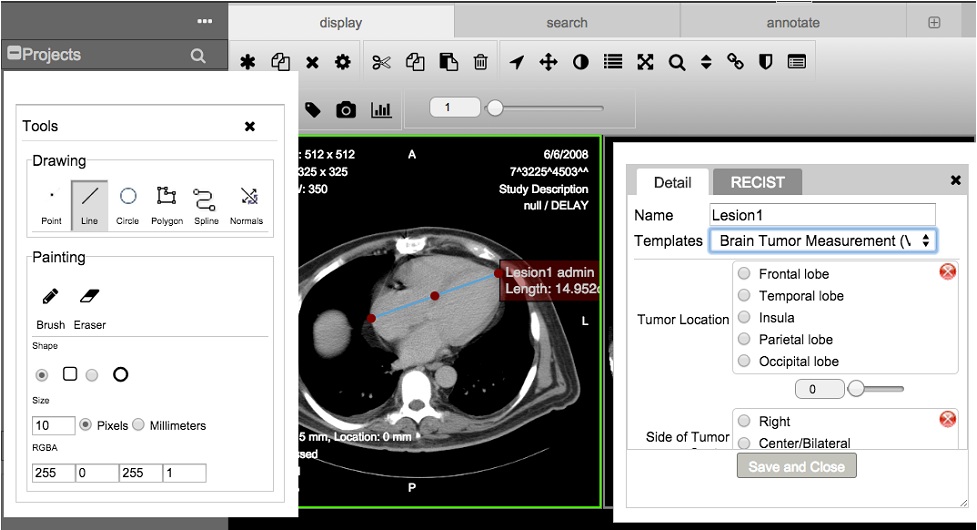 display
search
annotate
Projects
1
Tools
Drawing
Point
Line
Circle
Polygon
Spline
Normals
Painting
Brush
Eraser
Shape
Size
10
Pixels
Millimeters
RGBA
255
0
255
1
: 512 x 512
325 x 325
: 350
A
6/6/2008
7^3225^4503^^
Study Description
null / DELAY
Lesion1 admin
Length: 14.952c
L
5 mm, Location: 0 mm
ssed
P
Detail
RECIST
Name
Lesion1
Templates
Brain Tumor Measurement (
Tumor Location
Frontal lobe
Temporal lobe
Insula
Parietal lobe
Occipital lobe
0
Side of Tumor
Right
Center/Bilateral
Save and Close